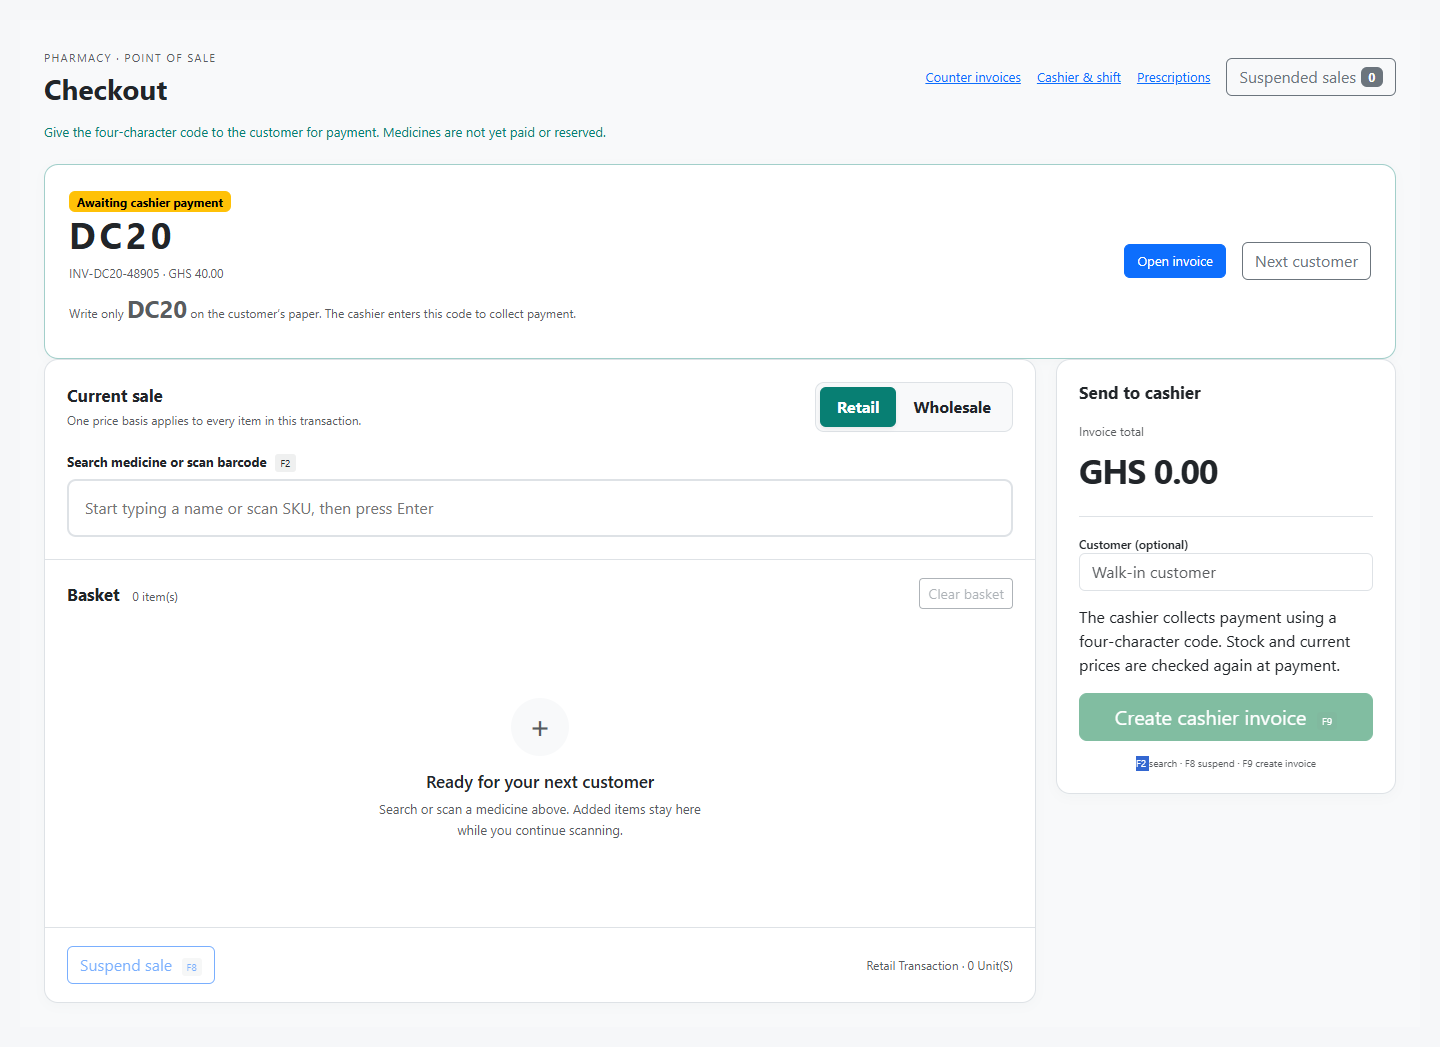 PHARMACY · POINT OF SALE
Checkout
Counter invoices Cashier & shift Prescriptions Suspended sales 0
Give the four-character code to the customer for payment. Medicines are not yet paid or reserved.
Awaiting cashier payment
DC20
INV-DC20-48905 · GHS 40.00
Write only DC20 on the customer's paper. The cashier enters this code to collect payment.
Open invoice Next customer
Current sale
One price basis applies to every item in this transaction.
Retail Wholesale
Search medicine or scan barcode F2
Start typing a name or scan SKU, then press Enter
Basket 0 item(s)
Clear basket
+
Ready for your next customer
Search or scan a medicine above. Added items stay here
while you continue scanning.
Suspend sale F8
Retail Transaction · 0 Unit(S)
Send to cashier
Invoice total
GHS 0.00
Customer (optional)
Walk-in customer
The cashier collects payment using a
four-character code. Stock and current
prices are checked again at payment.
Create cashier invoice F9
F2 search · F8 suspend · F9 create invoice